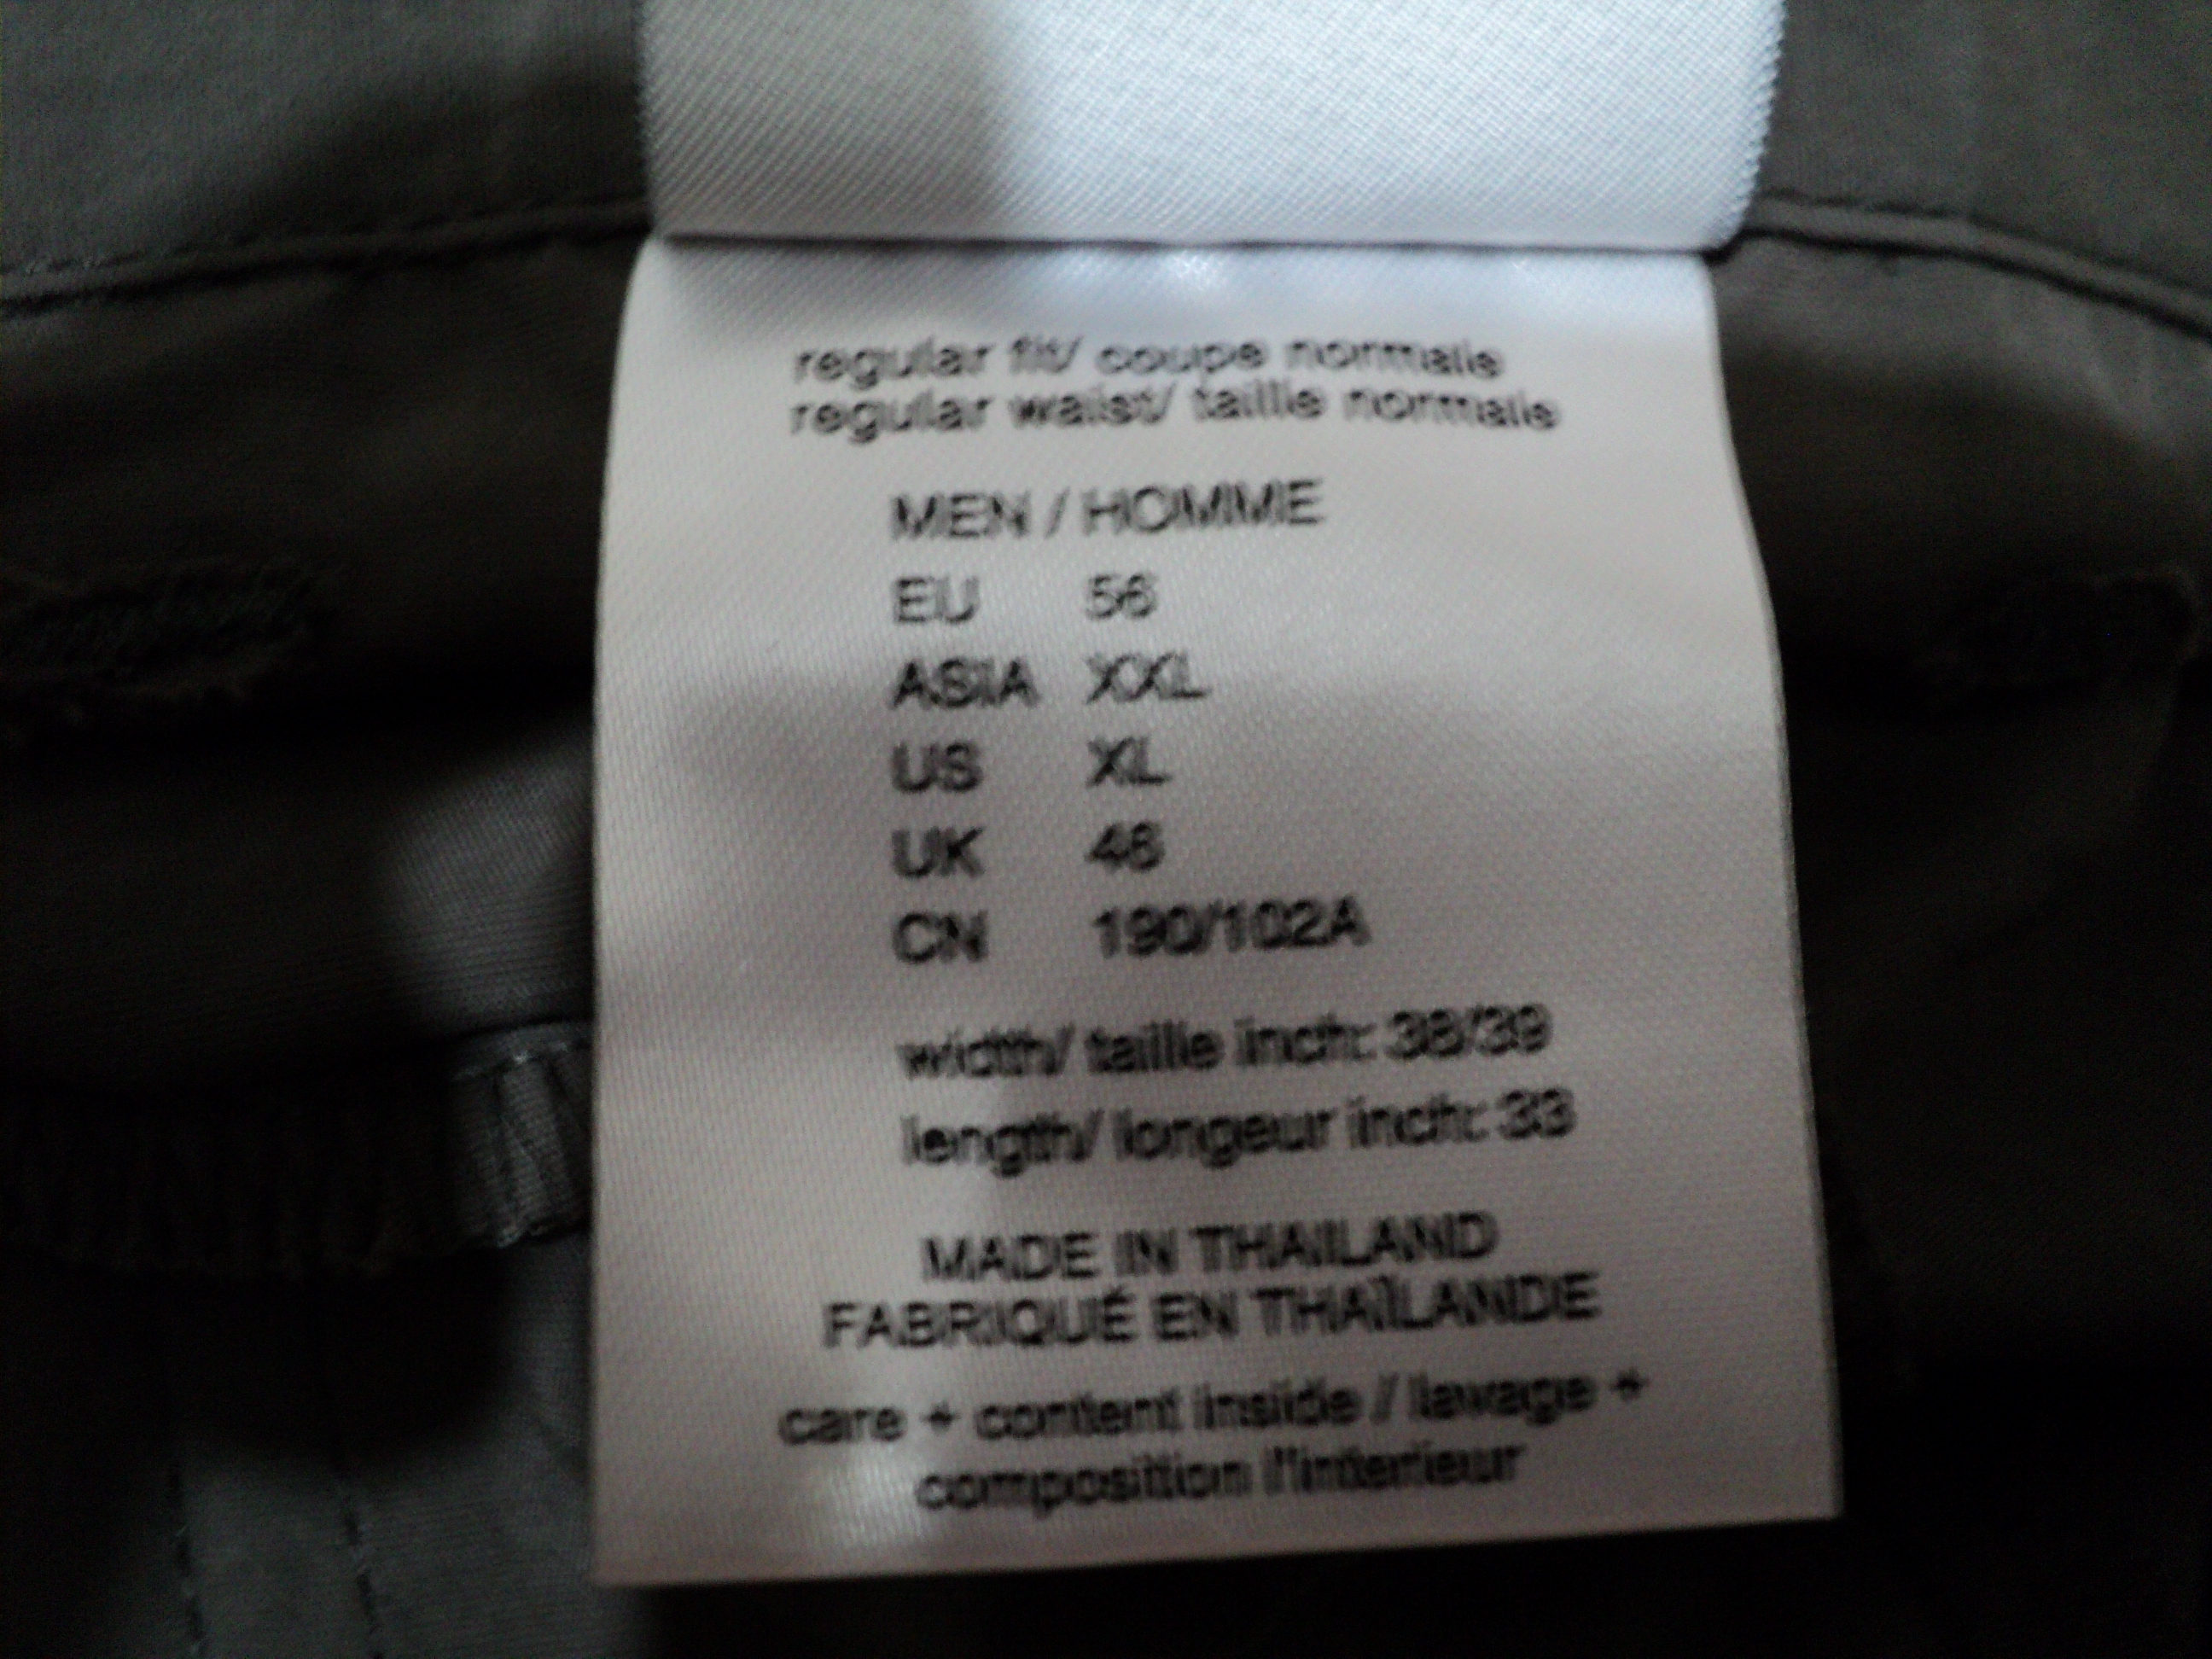 regular fit/ coupe normale
regular waist/ taille normale
MEN / HOMME
EU 56
ASIA XXL
US XL
UK 46
CN 190/102A
width/ taille inch: 38/39
length/ longeur inch: 33
MADE IN THAILAND
FABRIQUÉ EN THAÏLANDE
care + content inside / lavage +
composition l'interieur